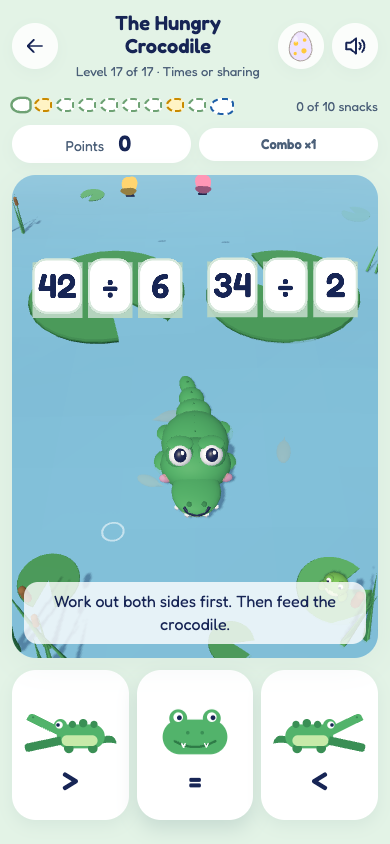 The Hungry
Crocodile
Level 17 of 17 · Times or sharing
0 of 10 snacks
Points 0
Combo ×1
42 ÷ 6
34 ÷ 2
Work out both sides first. Then feed the
crocodile.
>
=
<